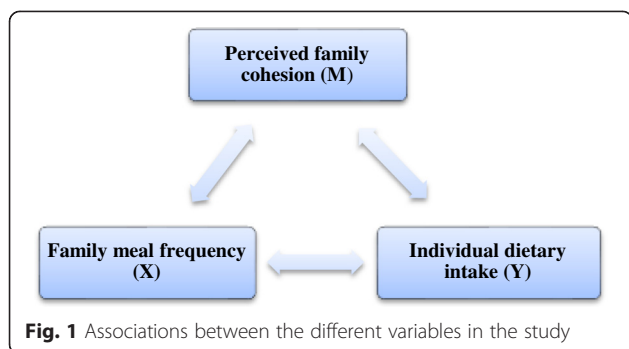 Perceived family
cohesion (M)
Family meal frequency
(X)
Individual dietary
intake (Y)
Fig. 1 Associations between the different variables in the study